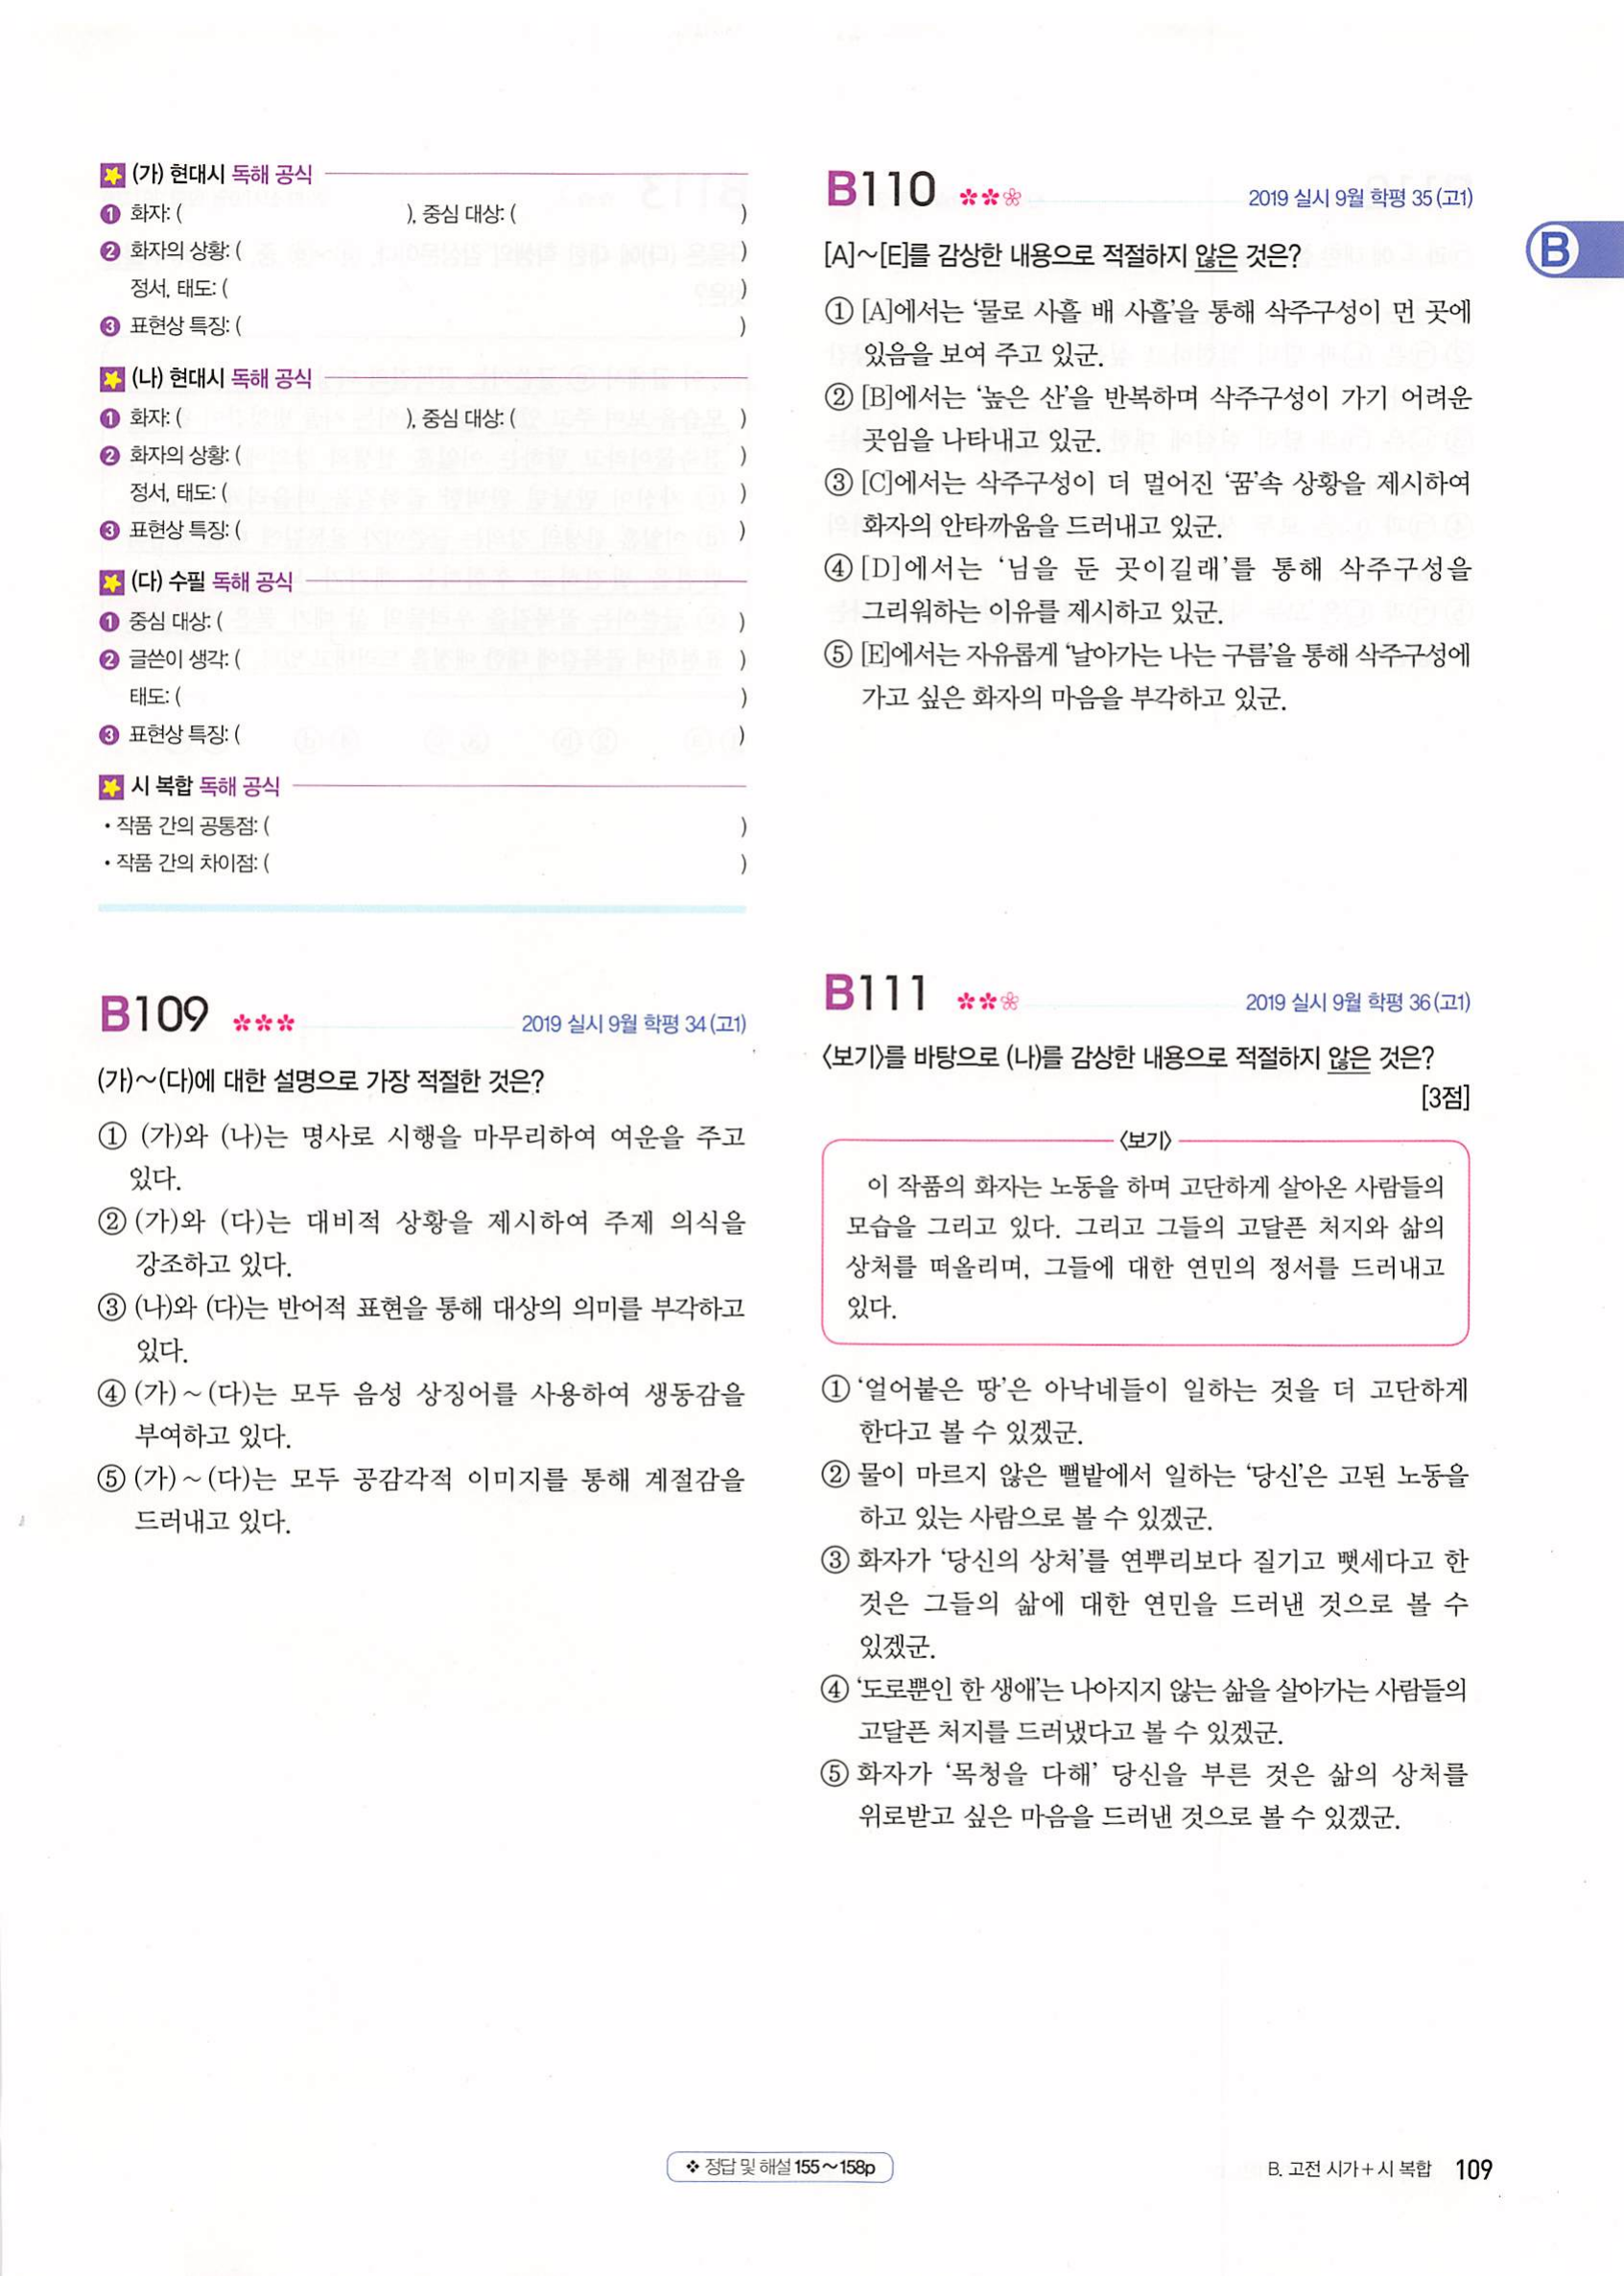 (가) 현대시 독해 공식
❶ 화자: ( ), 중심 대상: ( )
❷ 화자의 상황: ( )
정서, 태도: ( )
❸ 표현상 특징: ( )
(나) 현대시 독해 공식
❶ 화자: ( ), 중심 대상: ( )
❷ 화자의 상황: ( )
정서, 태도: ( )
❸ 표현상 특징: ( )
(다) 수필 독해 공식
❶ 중심 대상: ( )
❷ 글쓴이 생각: ( )
태도: ( )
❸ 표현상 특징: ( )
시 복합 독해 공식
• 작품 간의 공통점: ( )
• 작품 간의 차이점: ( )
B109 2019 실시 9월 학평 34 (고1)
(가)~(다)에 대한 설명으로 가장 적절한 것은?
① (가)와 (나)는 명사로 시행을 마무리하여 여운을 주고
있다.
② (가)와 (다)는 대비적 상황을 제시하여 주제 의식을
강조하고 있다.
③ (나)와 (다)는 반어적 표현을 통해 대상의 의미를 부각하고
있다.
④ (가)~(다)는 모두 음성 상징어를 사용하여 생동감을
부여하고 있다.
⑤ (가)~(다)는 모두 공감각적 이미지를 통해 계절감을
드러내고 있다.
B110 2019 실시 9월 학평 35 (고1)
[A]~[E]를 감상한 내용으로 적절하지 않은 것은?
① [A]에서는 ‘물로 사흘 배 사흘’을 통해 삭주구성이 먼 곳에
있음을 보여 주고 있군.
② [B]에서는 ‘높은 산’을 반복하며 삭주구성이 가기 어려운
곳임을 나타내고 있군.
③ [C]에서는 삭주구성이 더 멀어진 ‘꿈’속 상황을 제시하여
화자의 안타까움을 드러내고 있군.
④ [D]에서는 ‘님을 둔 곳이길래’를 통해 삭주구성을
그리워하는 이유를 제시하고 있군.
⑤ [E]에서는 자유롭게 ‘날아가는 나는 구름’을 통해 삭주구성에
가고 싶은 화자의 마음을 부각하고 있군.
B
B111 2019 실시 9월 학평 36 (고1)
〈보기〉를 바탕으로 (나)를 감상한 내용으로 적절하지 않은 것은?
[3점]
〈보기〉
이 작품의 화자는 노동을 하며 고단하게 살아온 사람들의
모습을 그리고 있다. 그리고 그들의 고달픈 처지와 삶의
상처를 떠올리며, 그들에 대한 연민의 정서를 드러내고
있다.
① ‘얼어붙은 땅’은 아낙네들이 일하는 것을 더 고단하게
한다고 볼 수 있겠군.
② 물이 마르지 않은 뻘밭에서 일하는 ‘당신’은 고된 노동을
하고 있는 사람으로 볼 수 있겠군.
③ 화자가 ‘당신의 상처’를 연뿌리보다 질기고 뻣세다고 한
것은 그들의 삶에 대한 연민을 드러낸 것으로 볼 수
있겠군.
④ ‘도로뿐인 한 생애’는 나아지지 않는 삶을 살아가는 사람들의
고달픈 처지를 드러냈다고 볼 수 있겠군.
⑤ 화자가 ‘목청을 다해’ 당신을 부른 것은 삶의 상처를
위로받고 싶은 마음을 드러낸 것으로 볼 수 있겠군.
❖ 정답 및 해설 155~158p
B. 고전 시가+시 복합 109